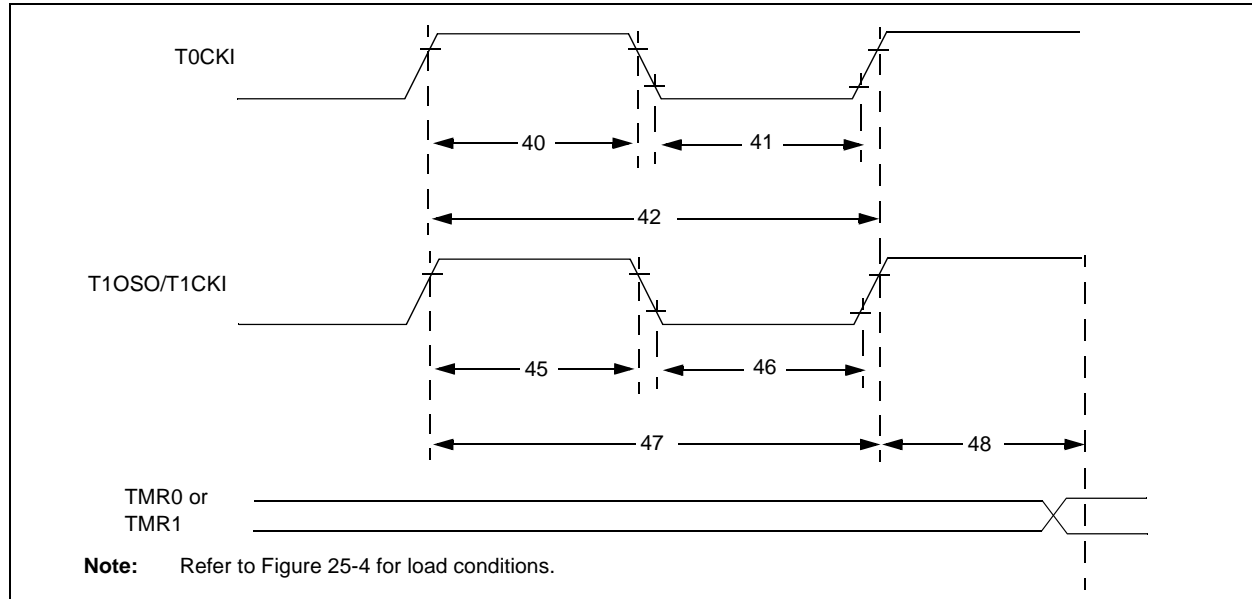 T0CKI
40
41
42
T1OSO/T1CKI
45
46
47
48
TMR0 or
TMR1
Note: Refer to Figure 25-4 for load conditions.